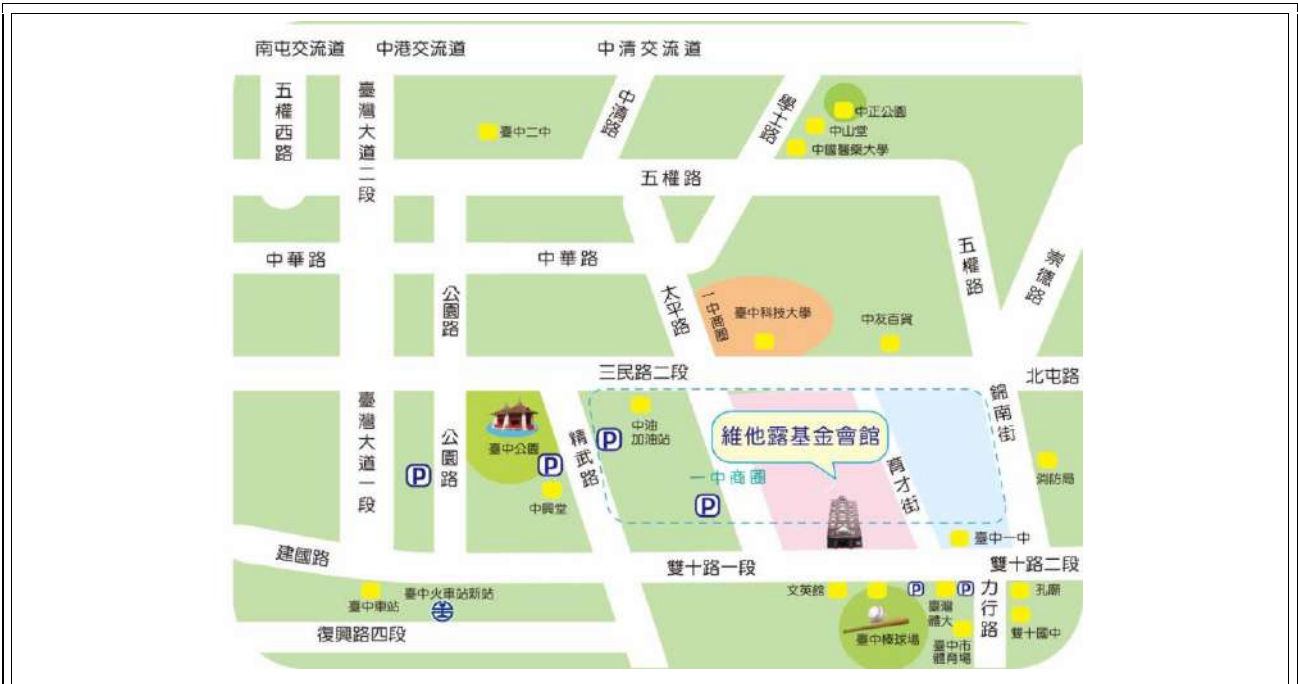 南屯交流道
中港交流道
中清交流道
五權西路
臺灣大道二段
臺中二中
中清路
學士路
中正公園
中山堂
中國醫藥大學
五權路
中華路
中華路
五權路
崇德路
公園路
太平路
一中商圈
臺中科技大學
中友百貨
三民路二段
北屯路
臺灣大道一段
公園路
臺中公園
精武路
中油
加油站
維他露基金會館
錦南街
育才街
一中商圈
消防局
P
P
P
P
中興堂
臺中一中
建國路
雙十路一段
雙十路二段
臺中車站
臺中火車站新站
復興路四段
文英館
臺中棒球場
P
臺灣
體大
P
臺中市
體育場
力行路
孔廟
雙十國中